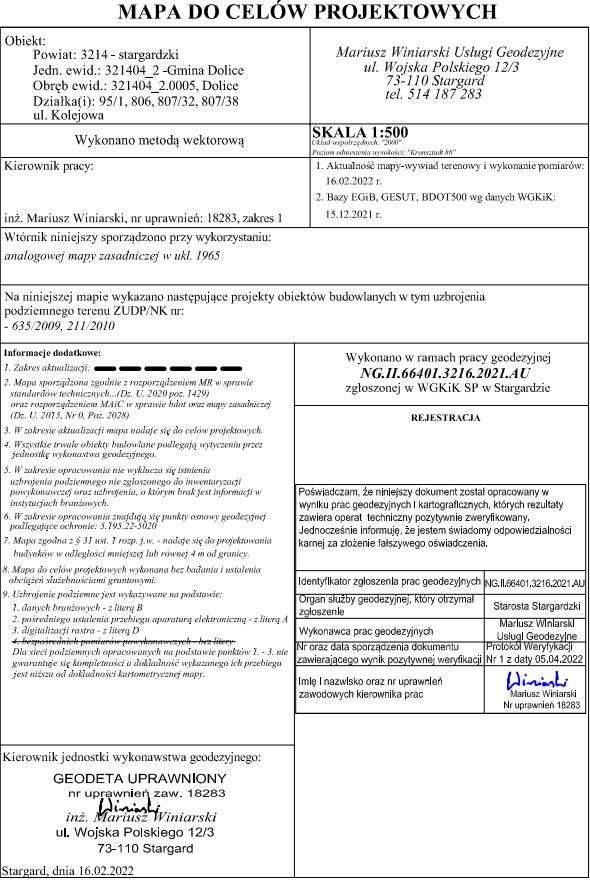 MAPA DO CELÓW PROJEKTOWYCH
Obiekt:
Powiat: 3214 - stargardzki
Jedn. ewid.: 321404_2 -Gmina Dolice
Obręb ewid.: 321404_2.0005, Dolice
Działka(i): 95/1, 806, 807/32, 807/38
ul. Kolejowa
Mariusz Winiarski Usługi Geodezyjne
ul. Wojska Polskiego 12/3
73-110 Stargard
tel. 514 187 283
Wykonano metodą wektorową
SKALA 1:500
Układ współrzędnych: "2000"
Poziom odniesienia wysokości: "Kronsztadt 86"
Kierownik pracy:
inż. Mariusz Winiarski, nr uprawnień: 18283, zakres 1
1. Aktualność mapy-wywiad terenowy i wykonanie pomiarów:
16.02.2022 r.
2. Bazy EGiB, GESUT, BDOT500 wg danych WGKiK:
15.12.2021 r.
Wtórnik niniejszy sporządzono przy wykorzystaniu:
analogowej mapy zasadniczej w ukł. 1965
Na niniejszej mapie wykazano następujące projekty obiektów budowlanych w tym uzbrojenia
podziemnego terenu ZUDP/NK nr:
- 635/2009, 211/2010
Informacje dodatkowe:
1. Zakres aktualizacji:
2. Mapa sporządzona zgodnie z rozporządzeniem MR w sprawie
standardów technicznych...(Dz. U. 2020 poz. 1429)
oraz rozporządzeniem MAiC w sprawie bdot oraz mapy zasadniczej
(Dz. U. 2015, Nr 0, Poz. 2028)
3. W zakresie aktualizacji mapa nadaje się do celów projektowych.
4. Wszystkie trwałe obiekty budowlane podlegają wytyczeniu przez
jednostkę wykonastwa geodezyjnego.
5. W zakresie opracowania nie wyklucza się istnienia
uzbrojenia podziemnego nie zgłoszonego do inwentaryzacji
powykonawczej oraz uzbrojenia, o którym brak jest informacji w
instytucjach branżowych.
6. W zakresie opracowania znajdują się punkty osnowy geodezyjnej
podlegające ochronie: 5.195.22-5020
7. Mapa zgodna z § 31 ust. 1 rozp. j.w. - nadaje się do projektowania
budynków w odległości mniejszej lub równej 4 m od granicy.
8. Mapa do celów projektowych wykonana bez badania i ustalenia
obciążeń służebnościami gruntowymi.
9. Uzbrojenie podziemne jest wykazywane na podstawie:
1. danych branżowych - z literą B
2. pośredniego ustalenia przebiegu aparaturą elektroniczną - z literą A
3. digitalizacji rastra - z literą D
4. bezpośrednich pomiarów powykonawczych - bez litery
Dla sieci podziemnych opracowanych na podstawie punktów 1. - 3. nie
gwarantuje się kompletności a dokładność wykazanego ich przebiegu
jest niższa od dokładności kartometrycznej mapy.
Wykonano w ramach pracy geodezyjnej
NG.II.66401.3216.2021.AU
zgłoszonej w WGKiK SP w Stargardzie
REJESTRACJA
Poświadczam, że niniejszy dokument został opracowany w
wyniku prac geodezyjnych i kartograficznych, których rezultaty
zawiera operat techniczny pozytywnie zweryfikowany.
Jednocześnie informuję, że jestem świadomy odpowiedzialności
karnej za złożenie fałszywego oświadczenia.
Identyfikator zgłoszenia prac geodezyjnych NG.II.66401.3216.2021.AU
Organ służby geodezyjnej, który otrzymał
zgłoszenie
Starosta Stargardzki
Wykonawca prac geodezyjnych
Mariusz Winiarski
Usługi Geodezyjne
Nr oraz data sporządzenia dokumentu
zawierającego wynik pozytywnej weryfikacji
Protokół Weryfykacji
Nr 1 z daty 05.04.2022
Imię i nazwisko oraz nr uprawnień
zawodowych kierownika prac
Winiarski
Mariusz Winiarski
Nr uprawnień 18283
Kierownik jednostki wykonawstwa geodezyjnego:
GEODETA UPRAWNIONY
nr uprawnień zaw. 18283
Winiarski
inż. Mariusz Winiarski
ul. Wojska Polskiego 12/3
73-110 Stargard
Stargard, dnia 16.02.2022